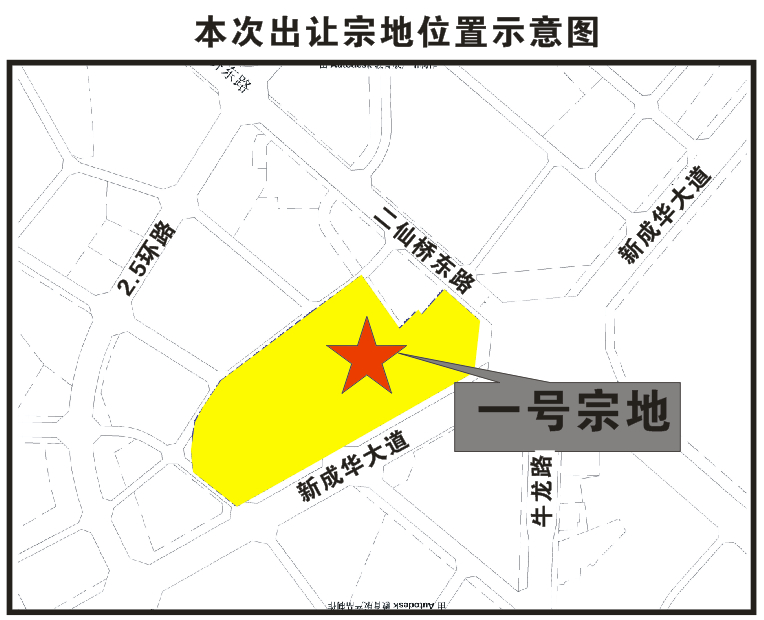 本次出让宗地位置示意图
桥东路
由 Autodesk 教育版产品制作
新成华大道
二仙桥东路
2.5环路
一号宗地
新成华大道
牛龙路
由 Autodesk 教育版产品制作